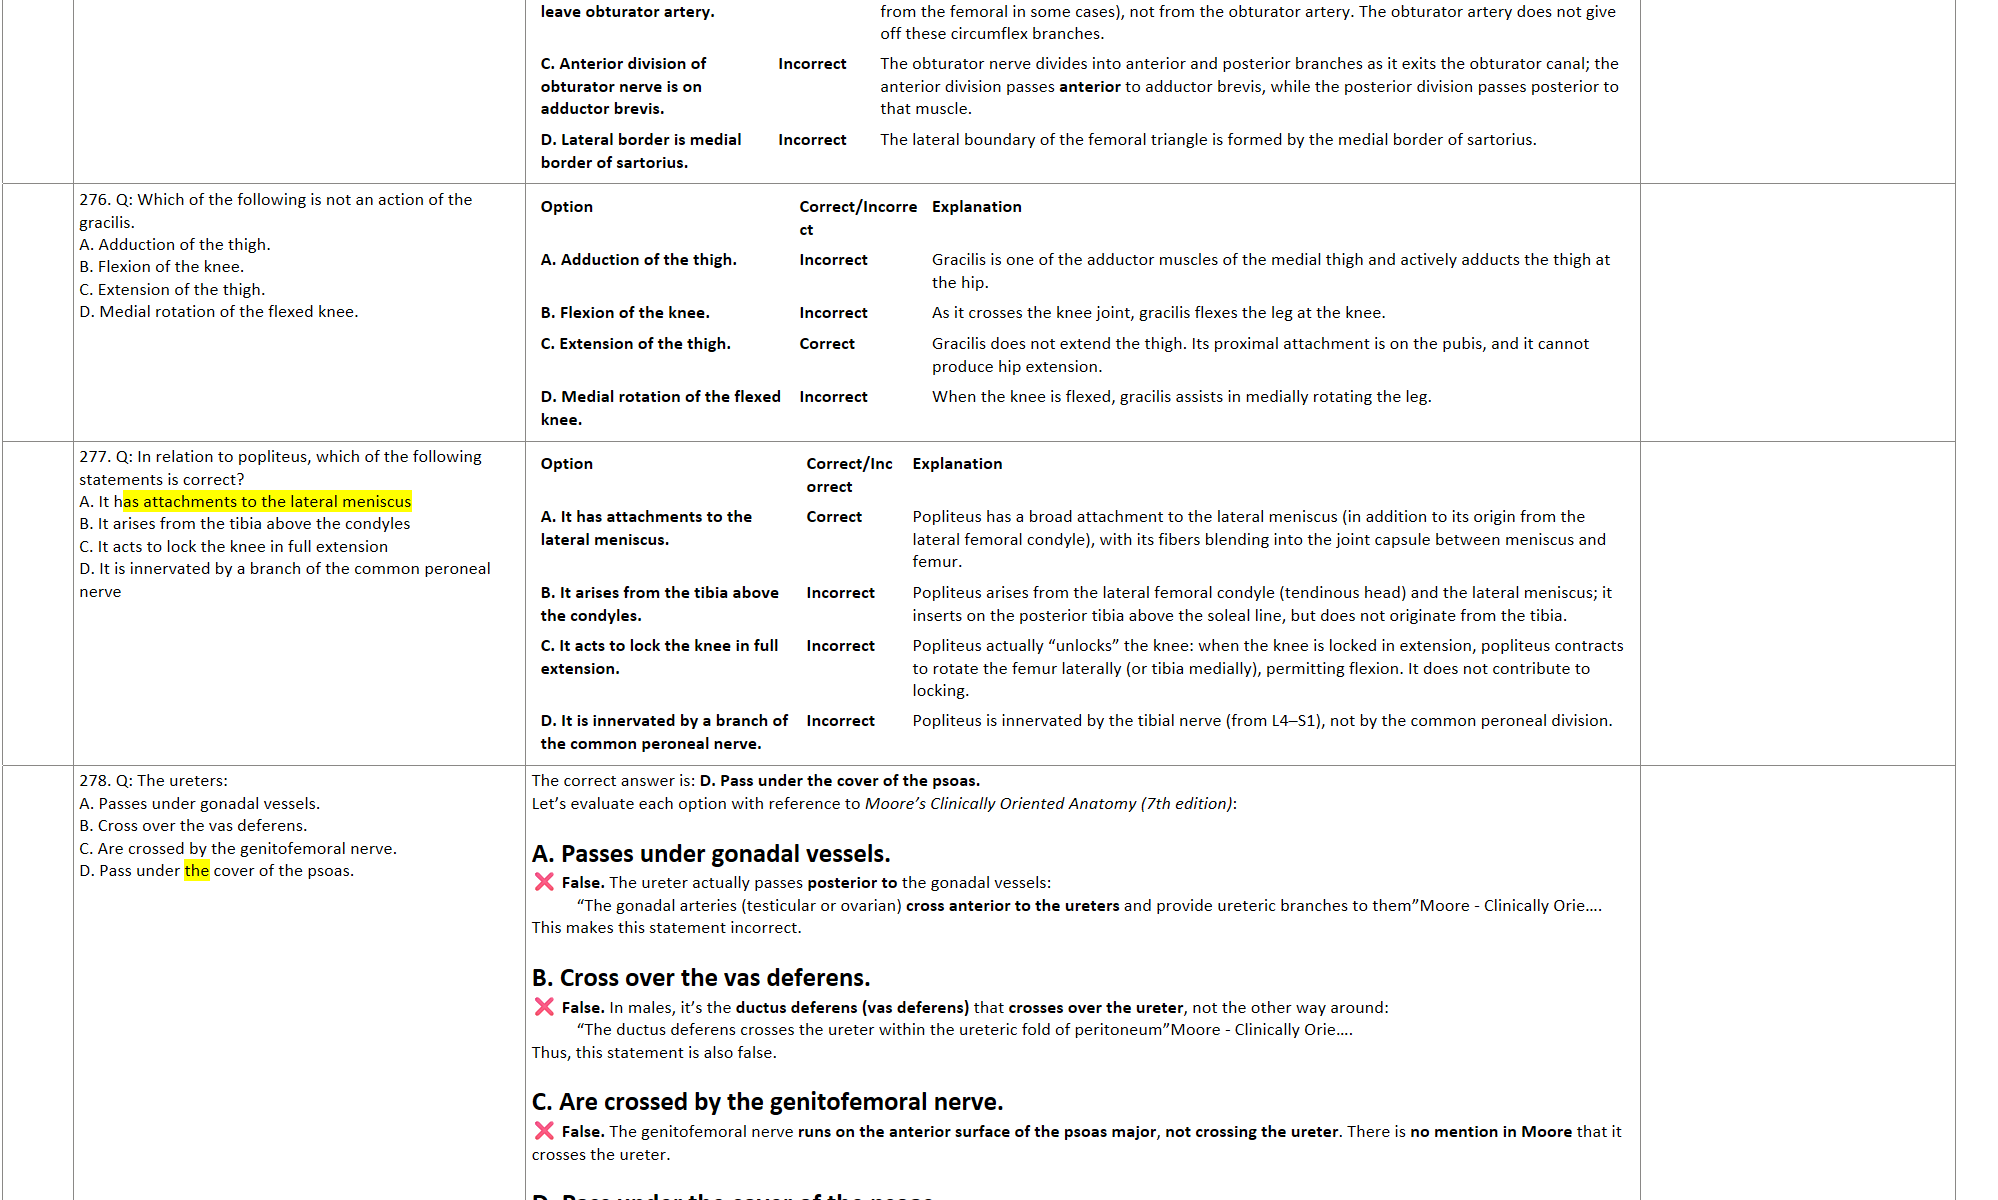 leave obturator artery.
from the femoral in some cases), not from the obturator artery. The obturator artery does not give
off these circumflex branches.
C. Anterior division of
obturator nerve is on
adductor brevis.
Incorrect
The obturator nerve divides into anterior and posterior branches as it exits the obturator canal; the
anterior division passes anterior to adductor brevis, while the posterior division passes posterior to
that muscle.
D. Lateral border is medial
border of sartorius.
Incorrect
The lateral boundary of the femoral triangle is formed by the medial border of sartorius.
276. Q: Which of the following is not an action of the
gracilis.
A. Adduction of the thigh.
B. Flexion of the knee.
C. Extension of the thigh.
D. Medial rotation of the flexed knee.
Option
Correct/Incorre
ct
Explanation
A. Adduction of the thigh.
Incorrect
Gracilis is one of the adductor muscles of the medial thigh and actively adducts the thigh at
the hip.
B. Flexion of the knee.
Incorrect
As it crosses the knee joint, gracilis flexes the leg at the knee.
C. Extension of the thigh.
Correct
Gracilis does not extend the thigh. Its proximal attachment is on the pubis, and it cannot
produce hip extension.
D. Medial rotation of the flexed
knee.
Incorrect
When the knee is flexed, gracilis assists in medially rotating the leg.
277. Q: In relation to popliteus, which of the following
statements is correct?
A. It has attachments to the lateral meniscus
B. It arises from the tibia above the condyles
C. It acts to lock the knee in full extension
D. It is innervated by a branch of the common peroneal
nerve
Option
Correct/Inc
orrect
Explanation
A. It has attachments to the
lateral meniscus.
Correct
Popliteus has a broad attachment to the lateral meniscus (in addition to its origin from the
lateral femoral condyle), with its fibers blending into the joint capsule between meniscus and
femur.
B. It arises from the tibia above
the condyles.
Incorrect
Popliteus arises from the lateral femoral condyle (tendinous head) and the lateral meniscus; it
inserts on the posterior tibia above the soleal line, but does not originate from the tibia.
C. It acts to lock the knee in full
extension.
Incorrect
Popliteus actually “unlocks” the knee: when the knee is locked in extension, popliteus contracts
to rotate the femur laterally (or tibia medially), permitting flexion. It does not contribute to
locking.
D. It is innervated by a branch of
the common peroneal nerve.
Incorrect
Popliteus is innervated by the tibial nerve (from L4–S1), not by the common peroneal division.
278. Q: The ureters:
A. Passes under gonadal vessels.
B. Cross over the vas deferens.
C. Are crossed by the genitofemoral nerve.
D. Pass under the cover of the psoas.
The correct answer is: D. Pass under the cover of the psoas.
Let’s evaluate each option with reference to Moore’s Clinically Oriented Anatomy (7th edition):
A. Passes under gonadal vessels.
❌ False. The ureter actually passes posterior to the gonadal vessels:
“The gonadal arteries (testicular or ovarian) cross anterior to the ureters and provide ureteric branches to them”Moore - Clinically Orie….
This makes this statement incorrect.
B. Cross over the vas deferens.
❌ False. In males, it’s the ductus deferens (vas deferens) that crosses over the ureter, not the other way around:
“The ductus deferens crosses the ureter within the ureteric fold of peritoneum”Moore - Clinically Orie….
Thus, this statement is also false.
C. Are crossed by the genitofemoral nerve.
❌ False. The genitofemoral nerve runs on the anterior surface of the psoas major, not crossing the ureter. There is no mention in Moore that it
crosses the ureter.
D. Pass under the cover of the psoas.